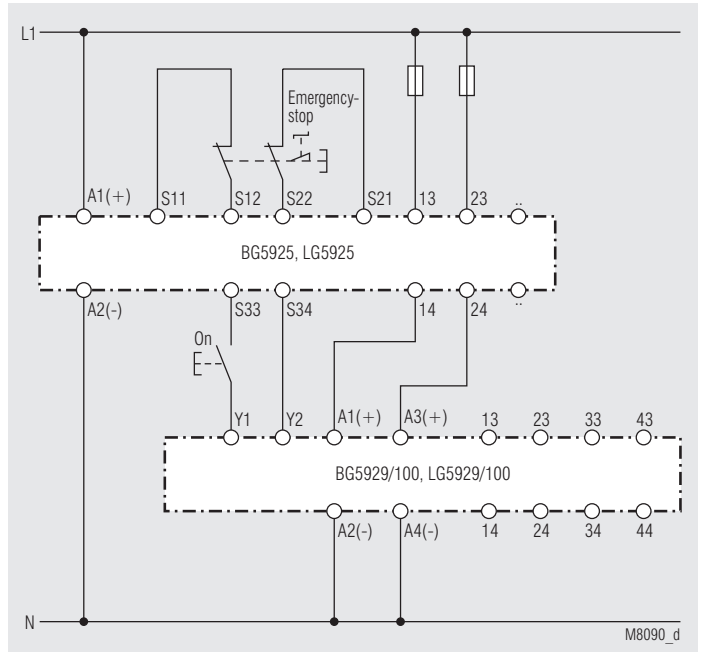 L1
Emergency-
stop
A1(+) S11 S12 S22 S21 13 23 ..
BG5925, LG5925
A2(-) S33 S34 14 24 ..
On
Y1 Y2 A1(+) A3(+) 13 23 33 43
BG5929/100, LG5929/100
A2(-) A4(-) 14 24 34 44
N
M8090_d